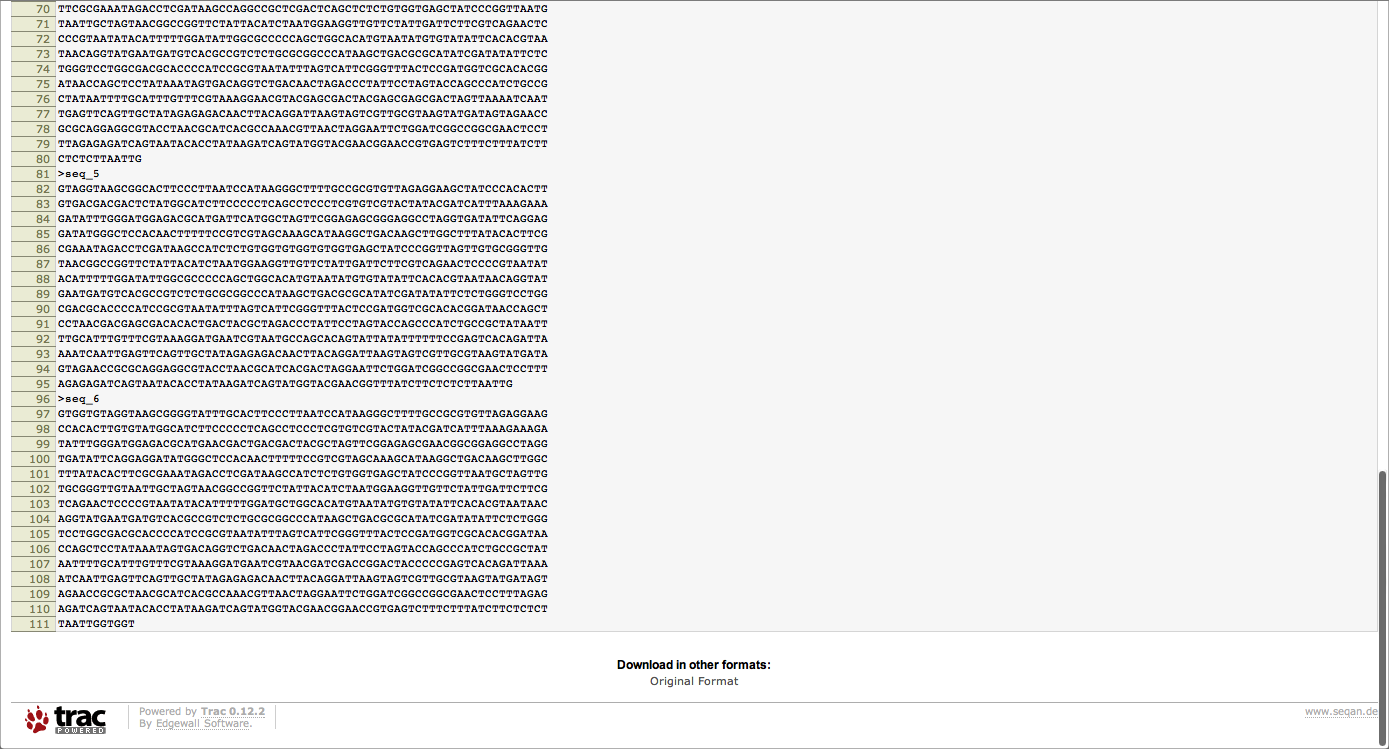 70 TTCGCGAAATAGACCTCGATAAGCCAGGCCGCTCGACTCAGCTCTCTGTGGTGAGCTATCCCGGTTAATG
71 TAATTGCTAGTAACGGCCGGTTCTATTACATCTAATGGAAGGTTGTTCTATTGATTCTTCGTCAGAACTC
72 CCCGTAATATACATTTTTGGATATTGGCGCCCCCAGCTGGCACATGTAATATGTGTATATTCACACGTAA
73 TAACAGGTATGAATGATGTCACGCCGTCTCTGCGCGGCCCATAAGCTGACGCGCATATCGATATATTCTC
74 TGGGTCCTGGCGACGCACCCCATCCGCGTAATATTTAGTCATTCGGGTTTACTCCGATGGTCGCACACGG
75 ATAACCAGCTCCTATAAATAGTGACAGGTCTGACAACTAGACCCTATTCCTAGTACCAGCCCATCTGCCG
76 CTATAATTTTGCATTTGTTTCGTAAAGGAACGTACGAGCGACTACGAGCGAGCGACTAGTTAAAATCAAT
77 TGAGTTCAGTTGCTATAGAGAGACAACTTACAGGATTAAGTAGTCGTTGCGTAAGTATGATAGTAGAACC
78 GCGCAGGAGGCGTACCTAACGCATCACGCCAAACGTTAACTAGGAATTCTGGATCGGCCGGCGAACTCCT
79 TTAGAGAGATCAGTAATACACCTATAAGATCAGTATGGTACGAACGGAACCGTGAGTCTTTCTTTATCTT
80 CTCTCTTAATTG
81 >seq_5
82 GTAGGTAAGCGGCACTTCCCTTAATCCATAAGGGCTTTTGCCGCGTGTTAGAGGAAGCTATCCCACACTT
83 GTGACGACGACTCTATGGCATCTTCCCCCTCAGCCTCCCTCGTGTCGTACTATACGATCATTTAAAGAAA
84 GATATTTGGGATGGAGACGCATGATTCATGGCTAGTTCGGAGAGCGGGAGGCCTAGGTGATATTCAGGAG
85 GATATGGGCTCCACAACTTTTTCCGTCGTAGCAAAGCATAAGGCTGACAAGCTTGGCTTTATACACTTCG
86 CGAAATAGACCTCGATAAGCCATCTCTGTGGTGTGGTGTGGTGAGCTATCCCGGTTAGTTGTGCGGGTTG
87 TAACGGCCGGTTCTATTACATCTAATGGAAGGTTGTTCTATTGATTCTTCGTCAGAACTCCCCGTAATAT
88 ACATTTTTGGATATTGGCGCCCCCAGCTGGCACATGTAATATGTGTATATTCACACGTAATAACAGGTAT
89 GAATGATGTCACGCCGTCTCTGCGCGGCCCATAAGCTGACGCGCATATCGATATATTCTCTGGGTCCTGG
90 CGACGCACCCCATCCGCGTAATATTTAGTCATTCGGGTTTACTCCGATGGTCGCACACGGATAACCAGCT
91 CCTAACGACGAGCGACACACTGACTACGCTAGACCCTATTCCTAGTACCAGCCCATCTGCCGCTATAATT
92 TTGCATTTGTTTCGTAAAGGATGAATCGTAATGCCAGCACAGTATTATATTTTTTCCGAGTCACAGATTA
93 AAATCAATTGAGTTCAGTTGCTATAGAGAGACAACTTACAGGATTAAGTAGTCGTTGCGTAAGTATGATA
94 GTAGAACCGCGCAGGAGGCGTACCTAACGCATCACGACTAGGAATTCTGGATCGGCCGGCGAACTCCTTT
95 AGAGAGATCAGTAATACACCTATAAGATCAGTATGGTACGAACGGTTTATCTTCTCTCTTAATTG
96 >seq_6
97 GTGGTGTAGGTAAGCGGGGTATTTGCACTTCCCTTAATCCATAAGGGCTTTTGCCGCGTGTTAGAGGAAG
98 CCACACTTGTGTATGGCATCTTCCCCCTCAGCCTCCCTCGTGTCGTACTATACGATCATTTAAAGAAAGA
99 TATTTGGGATGGAGACGCATGAACGACTGACGACTACGCTAGTTCGGAGAGCGAACGGCGGAGGCCTAGG
100 TGATATTCAGGAGGATATGGGCTCCACAACTTTTTCCGTCGTAGCAAAGCATAAGGCTGACAAGCTTGGC
101 TTTATACACTTCGCGAAATAGACCTCGATAAGCCATCTCTGTGGTGAGCTATCCCGGTTAATGCTAGTTG
102 TGCGGGTTGTAATTGCTAGTAACGGCCGGTTCTATTACATCTAATGGAAGGTTGTTCTATTGATTCTTCG
103 TCAGAACTCCCCGTAATATACATTTTTGGATGCTGGCACATGTAATATGTGTATATTCACACGTAATAAC
104 AGGTATGAATGATGTCACGCCGTCTCTGCGCGGCCCATAAGCTGACGCGCATATCGATATATTCTCTGGG
105 TCCTGGCGACGCACCCCATCCGCGTAATATTTAGTCATTCGGGTTTACTCCGATGGTCGCACACGGATAA
106 CCAGCTCCTATAAATAGTGACAGGTCTGACAACTAGACCCTATTCCTAGTACCAGCCCATCTGCCGCTAT
107 AATTTTGCATTTGTTTCGTAAAGGATGAATCGTAACGATCGACCGGACTACCCCCGAGTCACAGATTAAA
108 ATCAATTGAGTTCAGTTGCTATAGAGAGACAACTTACAGGATTAAGTAGTCGTTGCGTAAGTATGATAGT
109 AGAACCGCGCTAACGCATCACGCCAAACGTTAACTAGGAATTCTGGATCGGCCGGCGAACTCCTTTAGAG
110 AGATCAGTAATACACCTATAAGATCAGTATGGTACGAACGGAACCGTGAGTCTTTCTTTATCTTCTCTCT
111 TAATTGGTGGT
Download in other formats:
Original Format
trac
POWERED
Powered by Trac 0.12.2
By Edgewall Software.
www.seqan.de